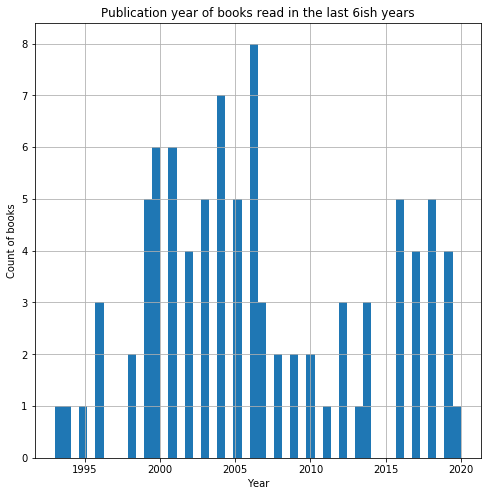 Publication year of books read in the last 6ish years
8
7
6
5
4
3
2
1
0
Count of books
1995 2000 2005 2010 2015 2020
Year